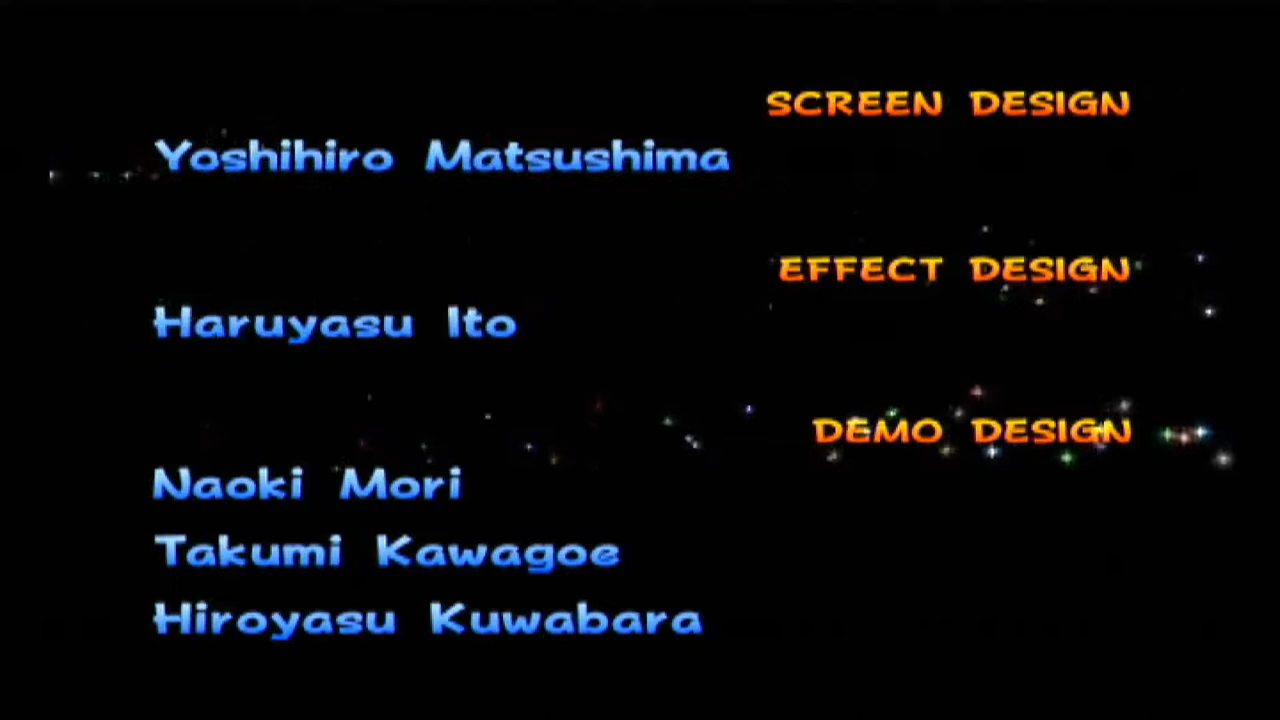 SCREEN DESIGN
Yoshihiro Matsushima
EFFECT DESIGN
Haruyasu Ito
DEMO DESIGN
Naoki Mori
Takumi Kawagoe
Hiroyasu Kuwabara